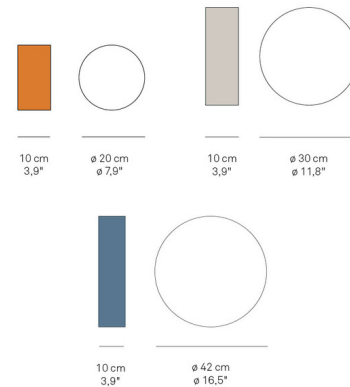 10 cm
3,9"
ø 20 cm
ø 7,9"
10 cm
3,9"
ø 30 cm
ø 11,8"
10 cm
3,9"
ø 42 cm
ø 16,5"